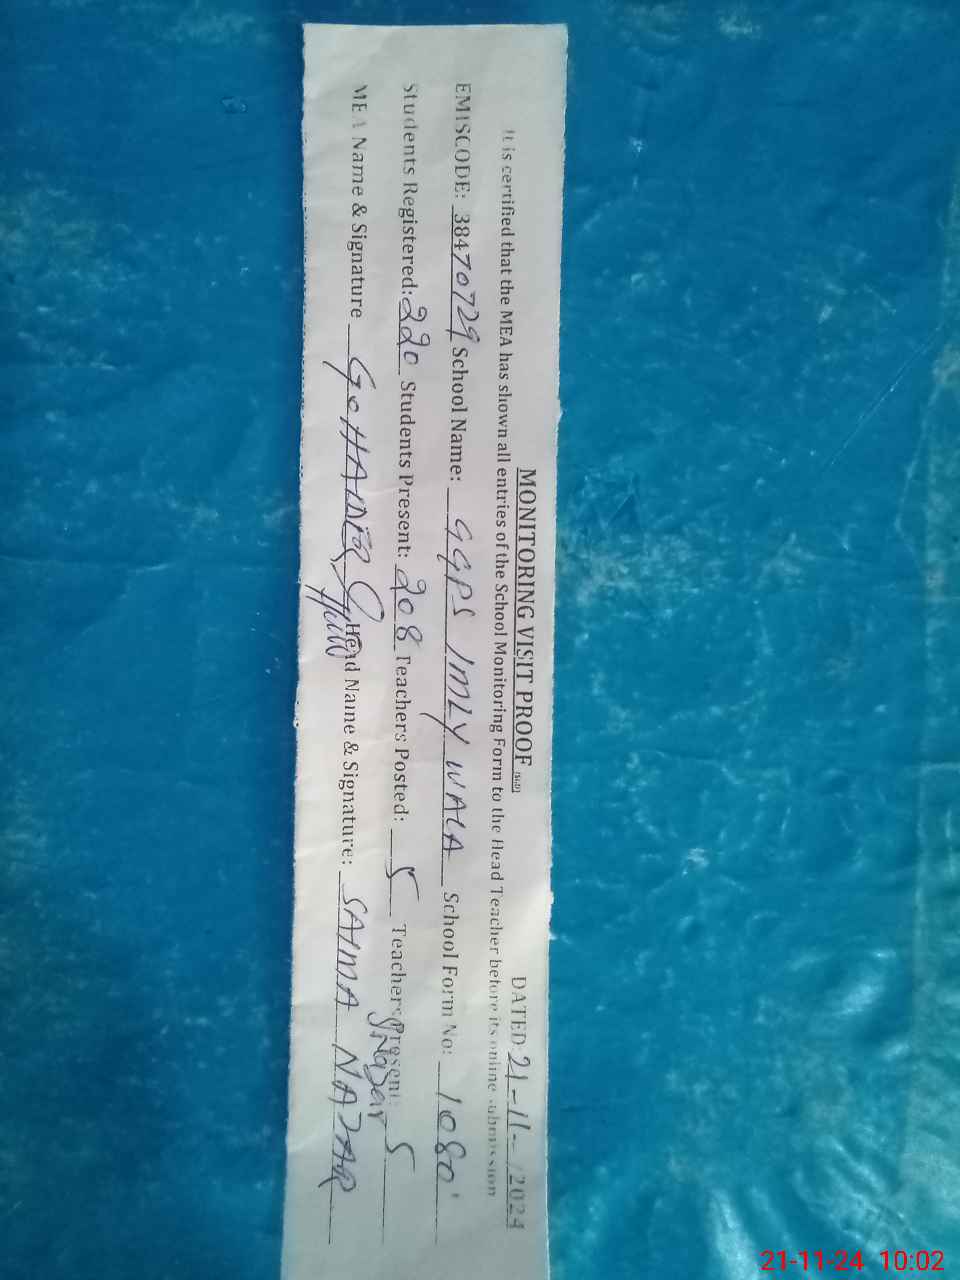 MONITORING VISIT PROOF DATED: 21-11-/2024
It is certified that the MEA has shown all entries of the School Monitoring Form to the Head Teacher before its online submission
EMISCODE: 38470729 School Name: GGPS IMLY WALA School Form No: 1080
Students Registered: 220 Students Present: 208 Teachers Posted: 5 Teachers Present: 5
MEA Name & Signature G.HAIDER Head Name & Signature: SAIMA NAZAR
SNazar
21-11-24 10:02